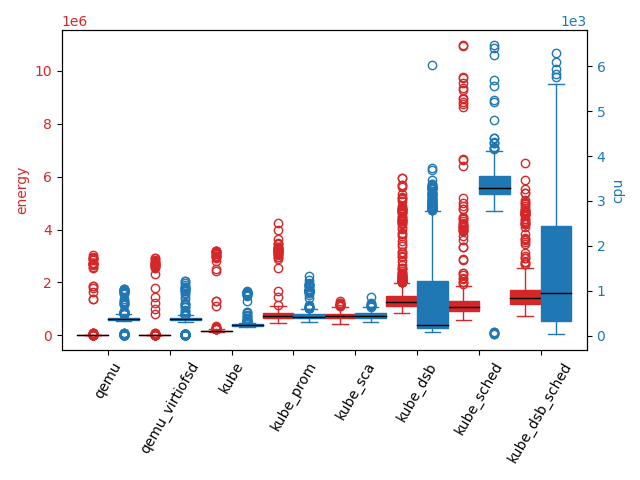 1e6
1e3
10
8
6
4
2
0
energy
6
5
4
3
2
1
0
cpu
qemu
qemu_virtiofsd
kube
kube_prom
kube_sca
kube_dsb
kube_sched
kube_dsb_sched